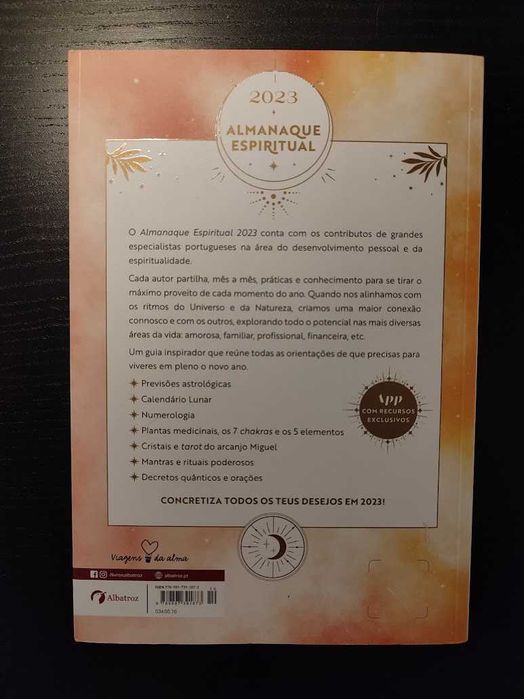 2023
ALMANAQUE
ESPIRITUAL
O Almanaque Espiritual 2023 conta com os contributos de grandes
especialistas portugueses na área do desenvolvimento pessoal e da
espiritualidade.
Cada autor partilha, mês a mês, práticas e conhecimento para se tirar o
máximo proveito de cada momento do ano. Quando nos alinhamos com
os ritmos do Universo e da Natureza, criamos uma maior conexão
connosco e com os outros, explorando todo o potencial nas mais diversas
áreas da vida: amorosa, familiar, profissional, financeira, etc.
Um guia inspirador que reúne todas as orientações de que precisas para
viveres em pleno o novo ano.
Previsões astrológicas
Calendário Lunar
Numerologia
Plantas medicinais, os 7 chakras e os 5 elementos
Cristais e tarot do arcanjo Miguel
Mantras e rituais poderosos
Decretos quânticos e orações
App
COM RECURSOS
EXCLUSIVOS
CONCRETIZA TODOS OS TEUS DESEJOS EM 2023!
Viagens da alma
albatroz.pt
Albatroz
ISBN